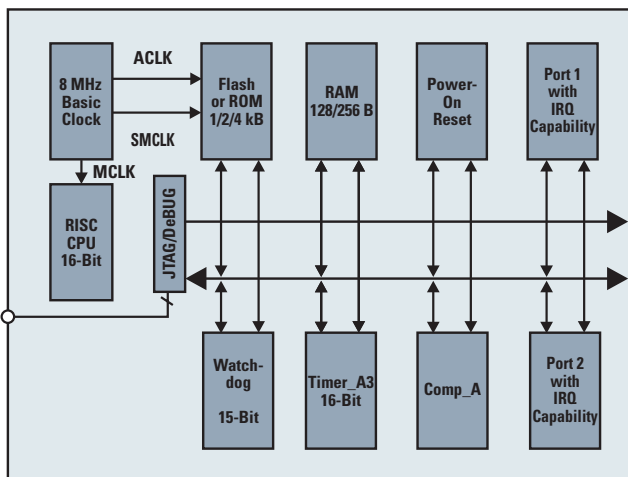 8 MHz
Basic
Clock
ACLK
SMCLK
MCLK
Flash
or ROM
1/2/4 kB
RAM
128/256 B
Power-
On
Reset
Port 1
with
IRQ
Capability
RISC
CPU
16-Bit
JTAG/DeBUG
Watch-
dog
15-Bit
Timer_A3
16-Bit
Comp_A
Port 2
with
IRQ
Capability